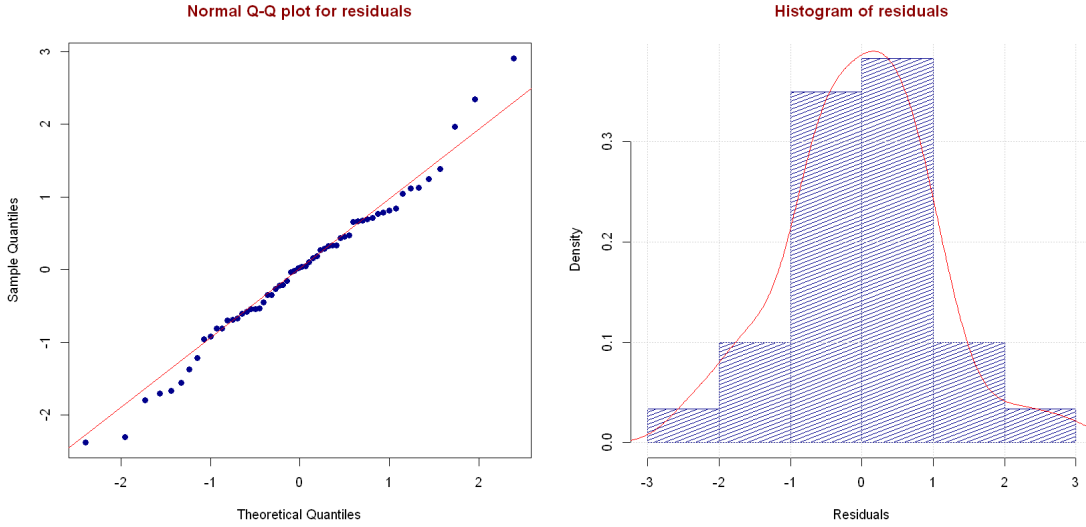 Normal Q-Q plot for residuals
3
2
1
0
-1
-2
Sample Quantiles
-2 -1 0 1 2
Theoretical Quantiles
Histogram of residuals
0.3
0.2
0.1
0.0
Density
-3 -2 -1 0 1 2 3
Residuals